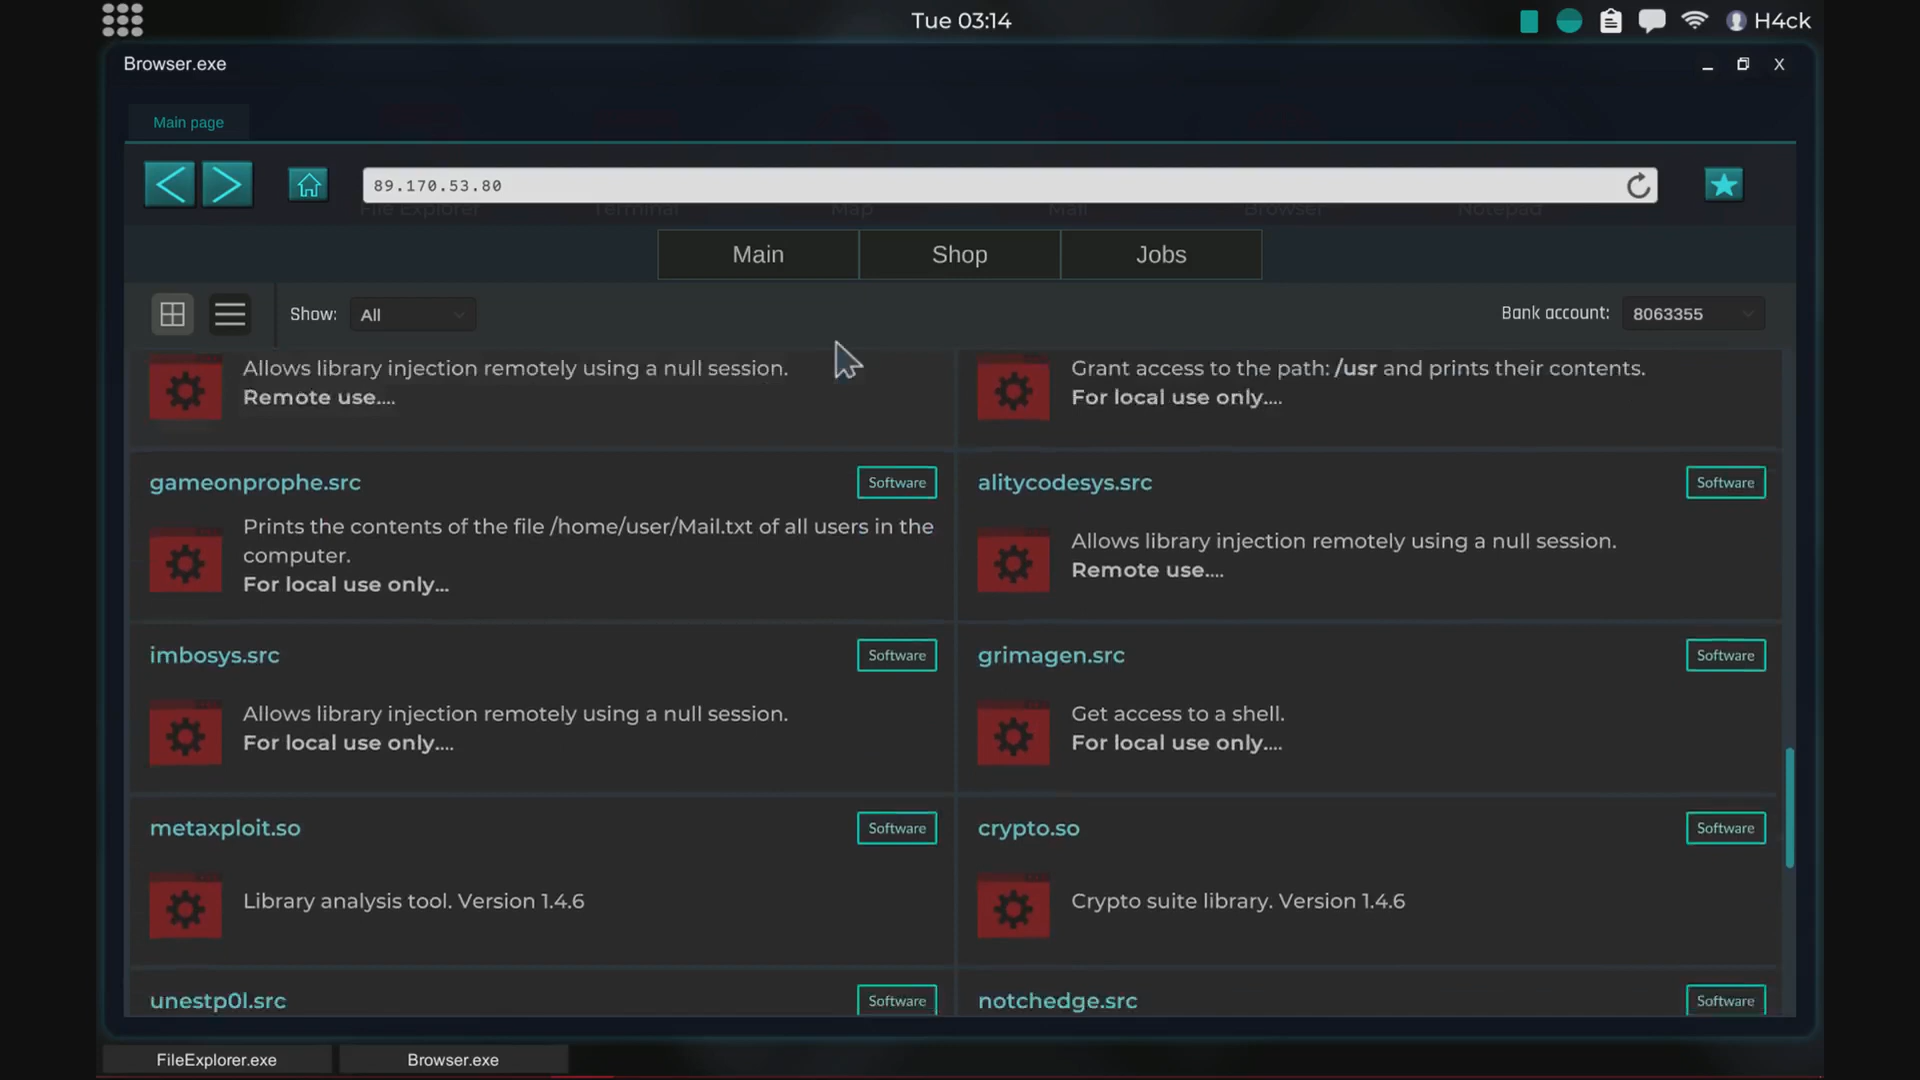 Tue 03:14
H4ck
Browser.exe
_
X
Main page
89.170.53.80
File Explorer
Terminal
Map
Mail
Browser
Notepad
Main
Shop
Jobs
Show:
All
Bank account:
8063355
Allows library injection remotely using a null session.
Remote use....
Grant access to the path: /usr and prints their contents.
For local use only....
gameonprophe.src
Software
Prints the contents of the file /home/user/Mail.txt of all users in the
computer.
For local use only...
alitycodesys.src
Software
Allows library injection remotely using a null session.
Remote use....
imbosys.src
Software
Allows library injection remotely using a null session.
For local use only....
grimagen.src
Software
Get access to a shell.
For local use only....
metaxploit.so
Software
Library analysis tool. Version 1.4.6
crypto.so
Software
Crypto suite library. Version 1.4.6
unestp0l.src
Software
notchedge.src
Software
FileExplorer.exe
Browser.exe